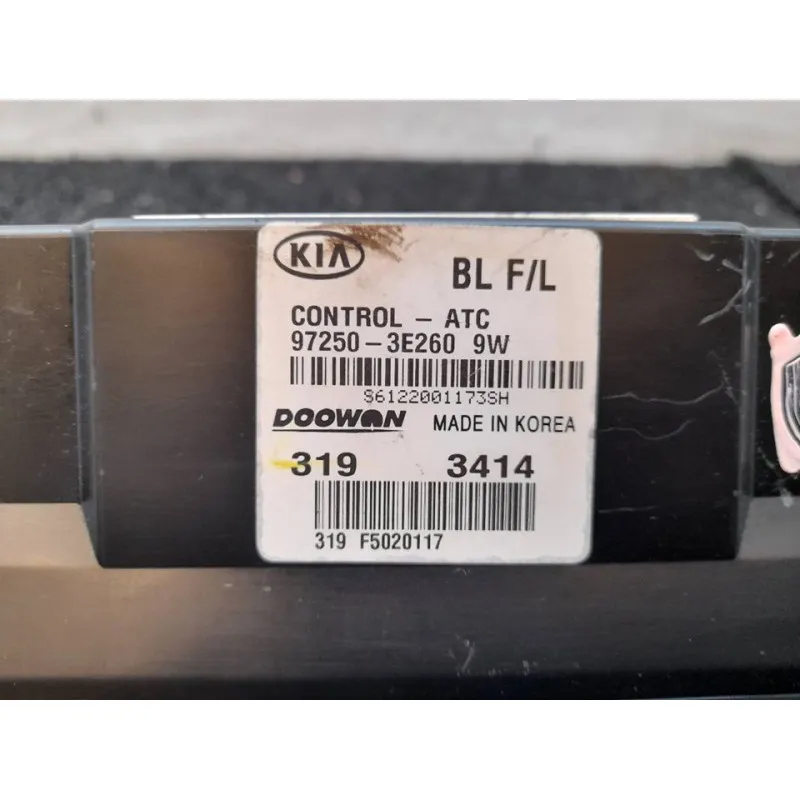 KIA
BL F/L
CONTROL - ATC
97250-3E260 9W
S6122001173SH
DOOWON MADE IN KOREA
319 3414
319 F5020117